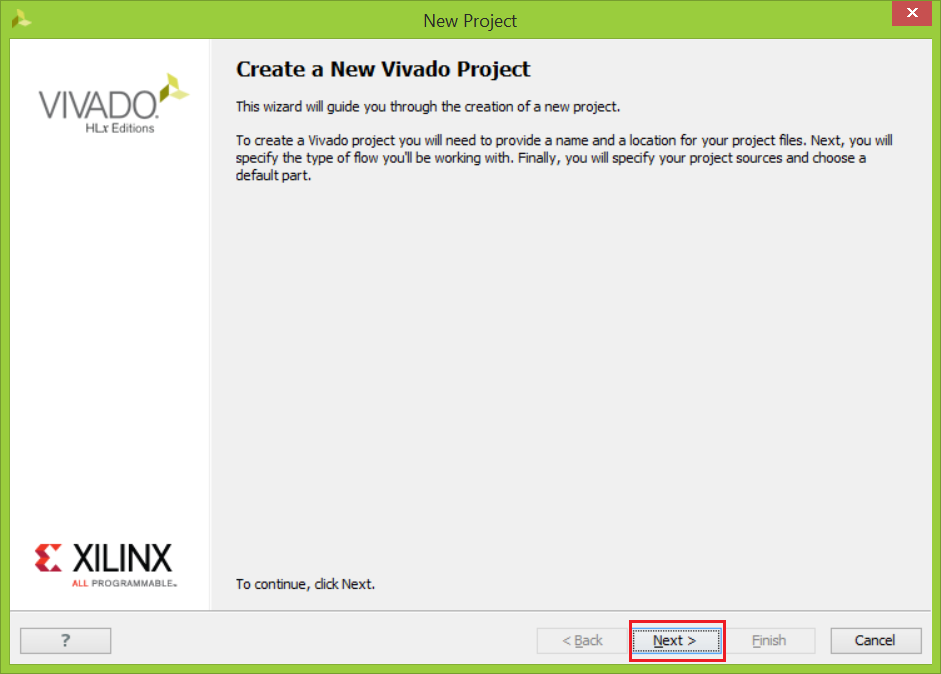 New Project
VIVADO.
HLx Editions
Create a New Vivado Project
This wizard will guide you through the creation of a new project.
To create a Vivado project you will need to provide a name and a location for your project files. Next, you will
specify the type of flow you'll be working with. Finally, you will specify your project sources and choose a
default part.
XILINX
ALL PROGRAMMABLE™
To continue, click Next.
?
< Back
Next >
Finish
Cancel